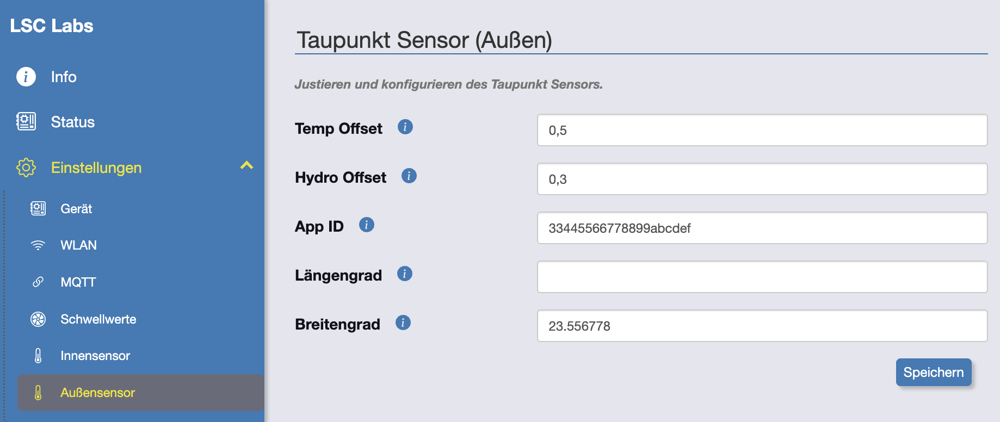 LSC Labs
Info
Status
Einstellungen
Gerät
WLAN
MQTT
Schwellwerte
Innensensor
Außensensor
Taupunkt Sensor (Außen)
Justieren und konfigurieren des Taupunkt Sensors.
Temp Offset i 0,5
Hydro Offset i 0,3
App ID i 33445566778899abcdef
Längengrad i
Breitengrad i 23.556778
Speichern